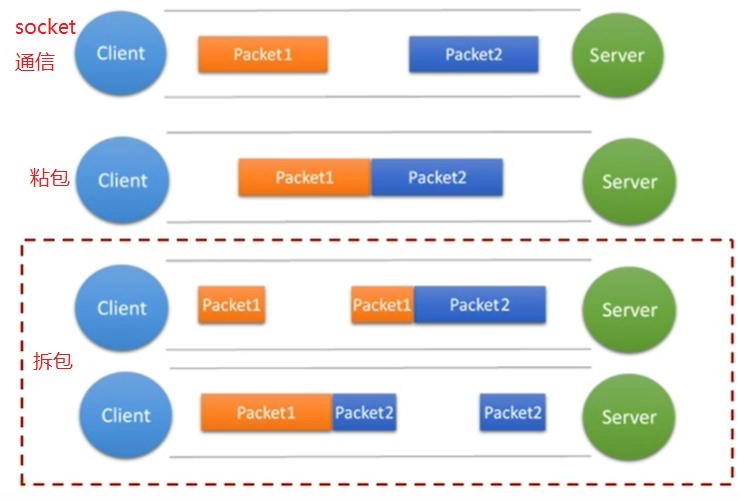 socket
通信
Client
Packet1
Packet2
Server
粘包
Client
Packet1
Packet2
Server
拆包
Client
Packet1
Packet1
Packet2
Server
Client
Packet1
Packet2
Packet2
Server